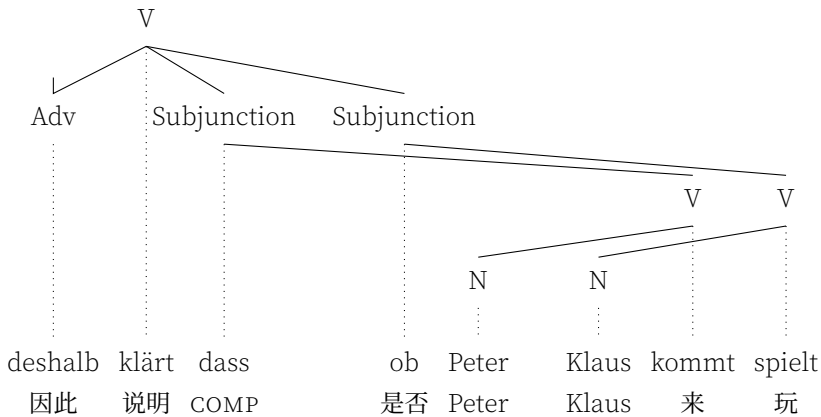 V
Adv Subjunction Subjunction
V V
N N
deshalb klärt dass ob Peter Klaus kommt spielt
因此 说明 COMP 是否 Peter Klaus 来 玩